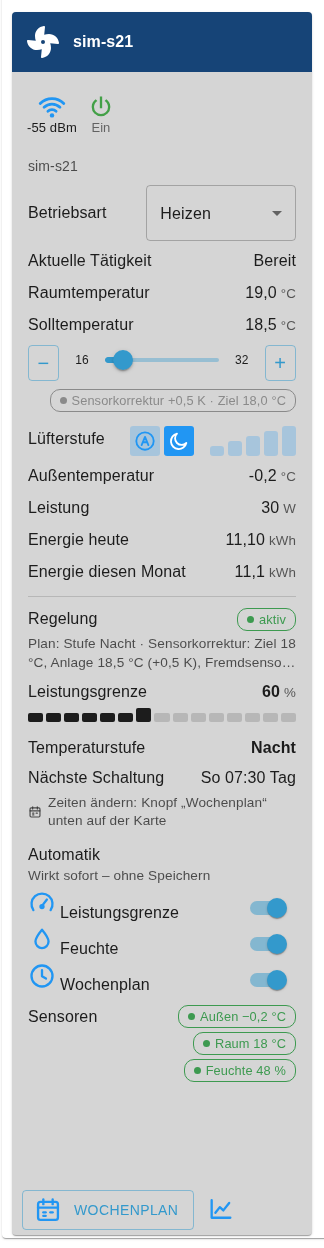 sim-s21
-55 dBm Ein
sim-s21
Betriebsart Heizen
Aktuelle Tätigkeit Bereit
Raumtemperatur 19,0 °C
Solltemperatur 18,5 °C
− 16 32 +
Sensorkorrektur +0,5 K · Ziel 18,0 °C
Lüfterstufe A
Außentemperatur -0,2 °C
Leistung 30 W
Energie heute 11,10 kWh
Energie diesen Monat 11,1 kWh
Regelung aktiv
Plan: Stufe Nacht · Sensorkorrektur: Ziel 18
°C, Anlage 18,5 °C (+0,5 K), Fremdsenso…
Leistungsgrenze 60 %
Temperaturstufe Nacht
Nächste Schaltung So 07:30 Tag
Zeiten ändern: Knopf „Wochenplan“
unten auf der Karte
Automatik
Wirkt sofort – ohne Speichern
Leistungsgrenze
Feuchte
Wochenplan
Sensoren Außen −0,2 °C
Raum 18 °C
Feuchte 48 %
WOCHENPLAN